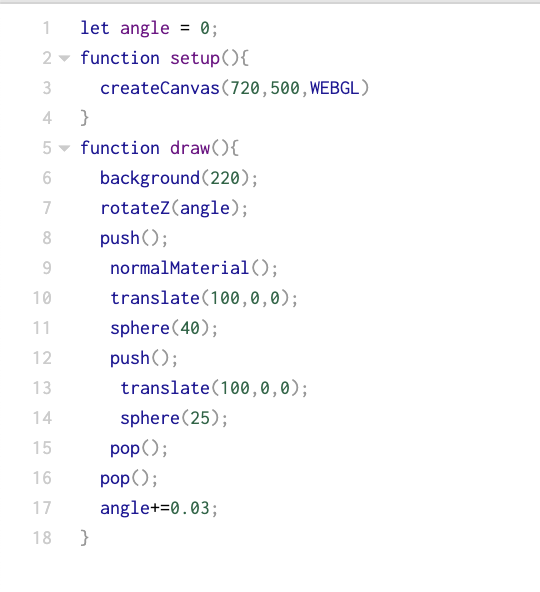 1 let angle = 0;
2 function setup(){
3 createCanvas(720,500,WEBGL)
4 }
5 function draw(){
6 background(220);
7 rotateZ(angle);
8 push();
9 normalMaterial();
10 translate(100,0,0);
11 sphere(40);
12 push();
13 translate(100,0,0);
14 sphere(25);
15 pop();
16 pop();
17 angle+=0.03;
18 }